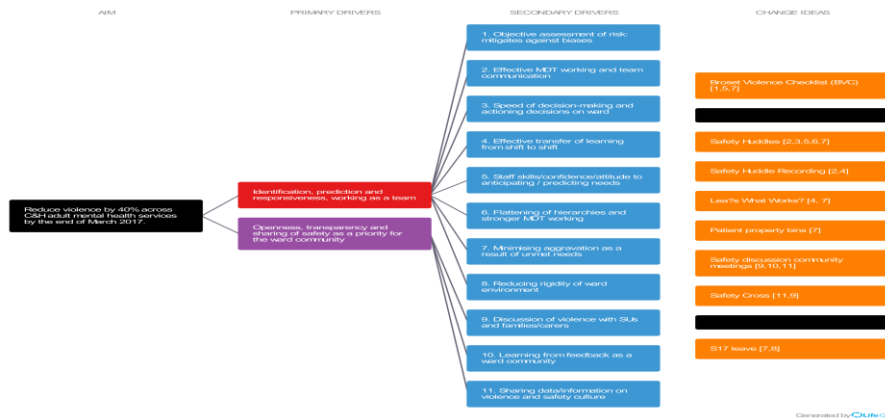 AIM
PRIMARY DRIVERS
SECONDARY DRIVERS
CHANGE IDEAS
Reduce violence by 40% across
C&H adult mental health services
by the end of March 2017.
Identification, prediction and
responsiveness, working as a team
Openness, transparency and
sharing of safety as a priority for
the ward community
1. Objective assessment of risk:
mitigates against biases
2. Effective MDT working and team
communication
3. Speed of decision-making and
actioning decisions on ward
4. Effective transfer of learning
from shift to shift
5. Staff skills/confidence/attitude to
anticipating / predicting needs
6. Flattening of hierarchies and
stronger MDT working
7. Minimising aggravation as a
result of unmet needs
8. Reducing rigidity of ward
environment
9. Discussion of violence with SUs
and families/carers
10. Learning from feedback as a
ward community
11. Sharing data/information on
violence and safety culture
Broset Violence Checklist (BVC)
[1,5,7]
Safety Huddles [2,3,5,6,7]
Safety Huddle Recording [2,4]
What Works? [4, 7]
Patient property bins [7]
Safety discussion community
meetings [9,10,11]
Safety Cross [11,9]
S17 leave [7,8]
Generated by LifeQ